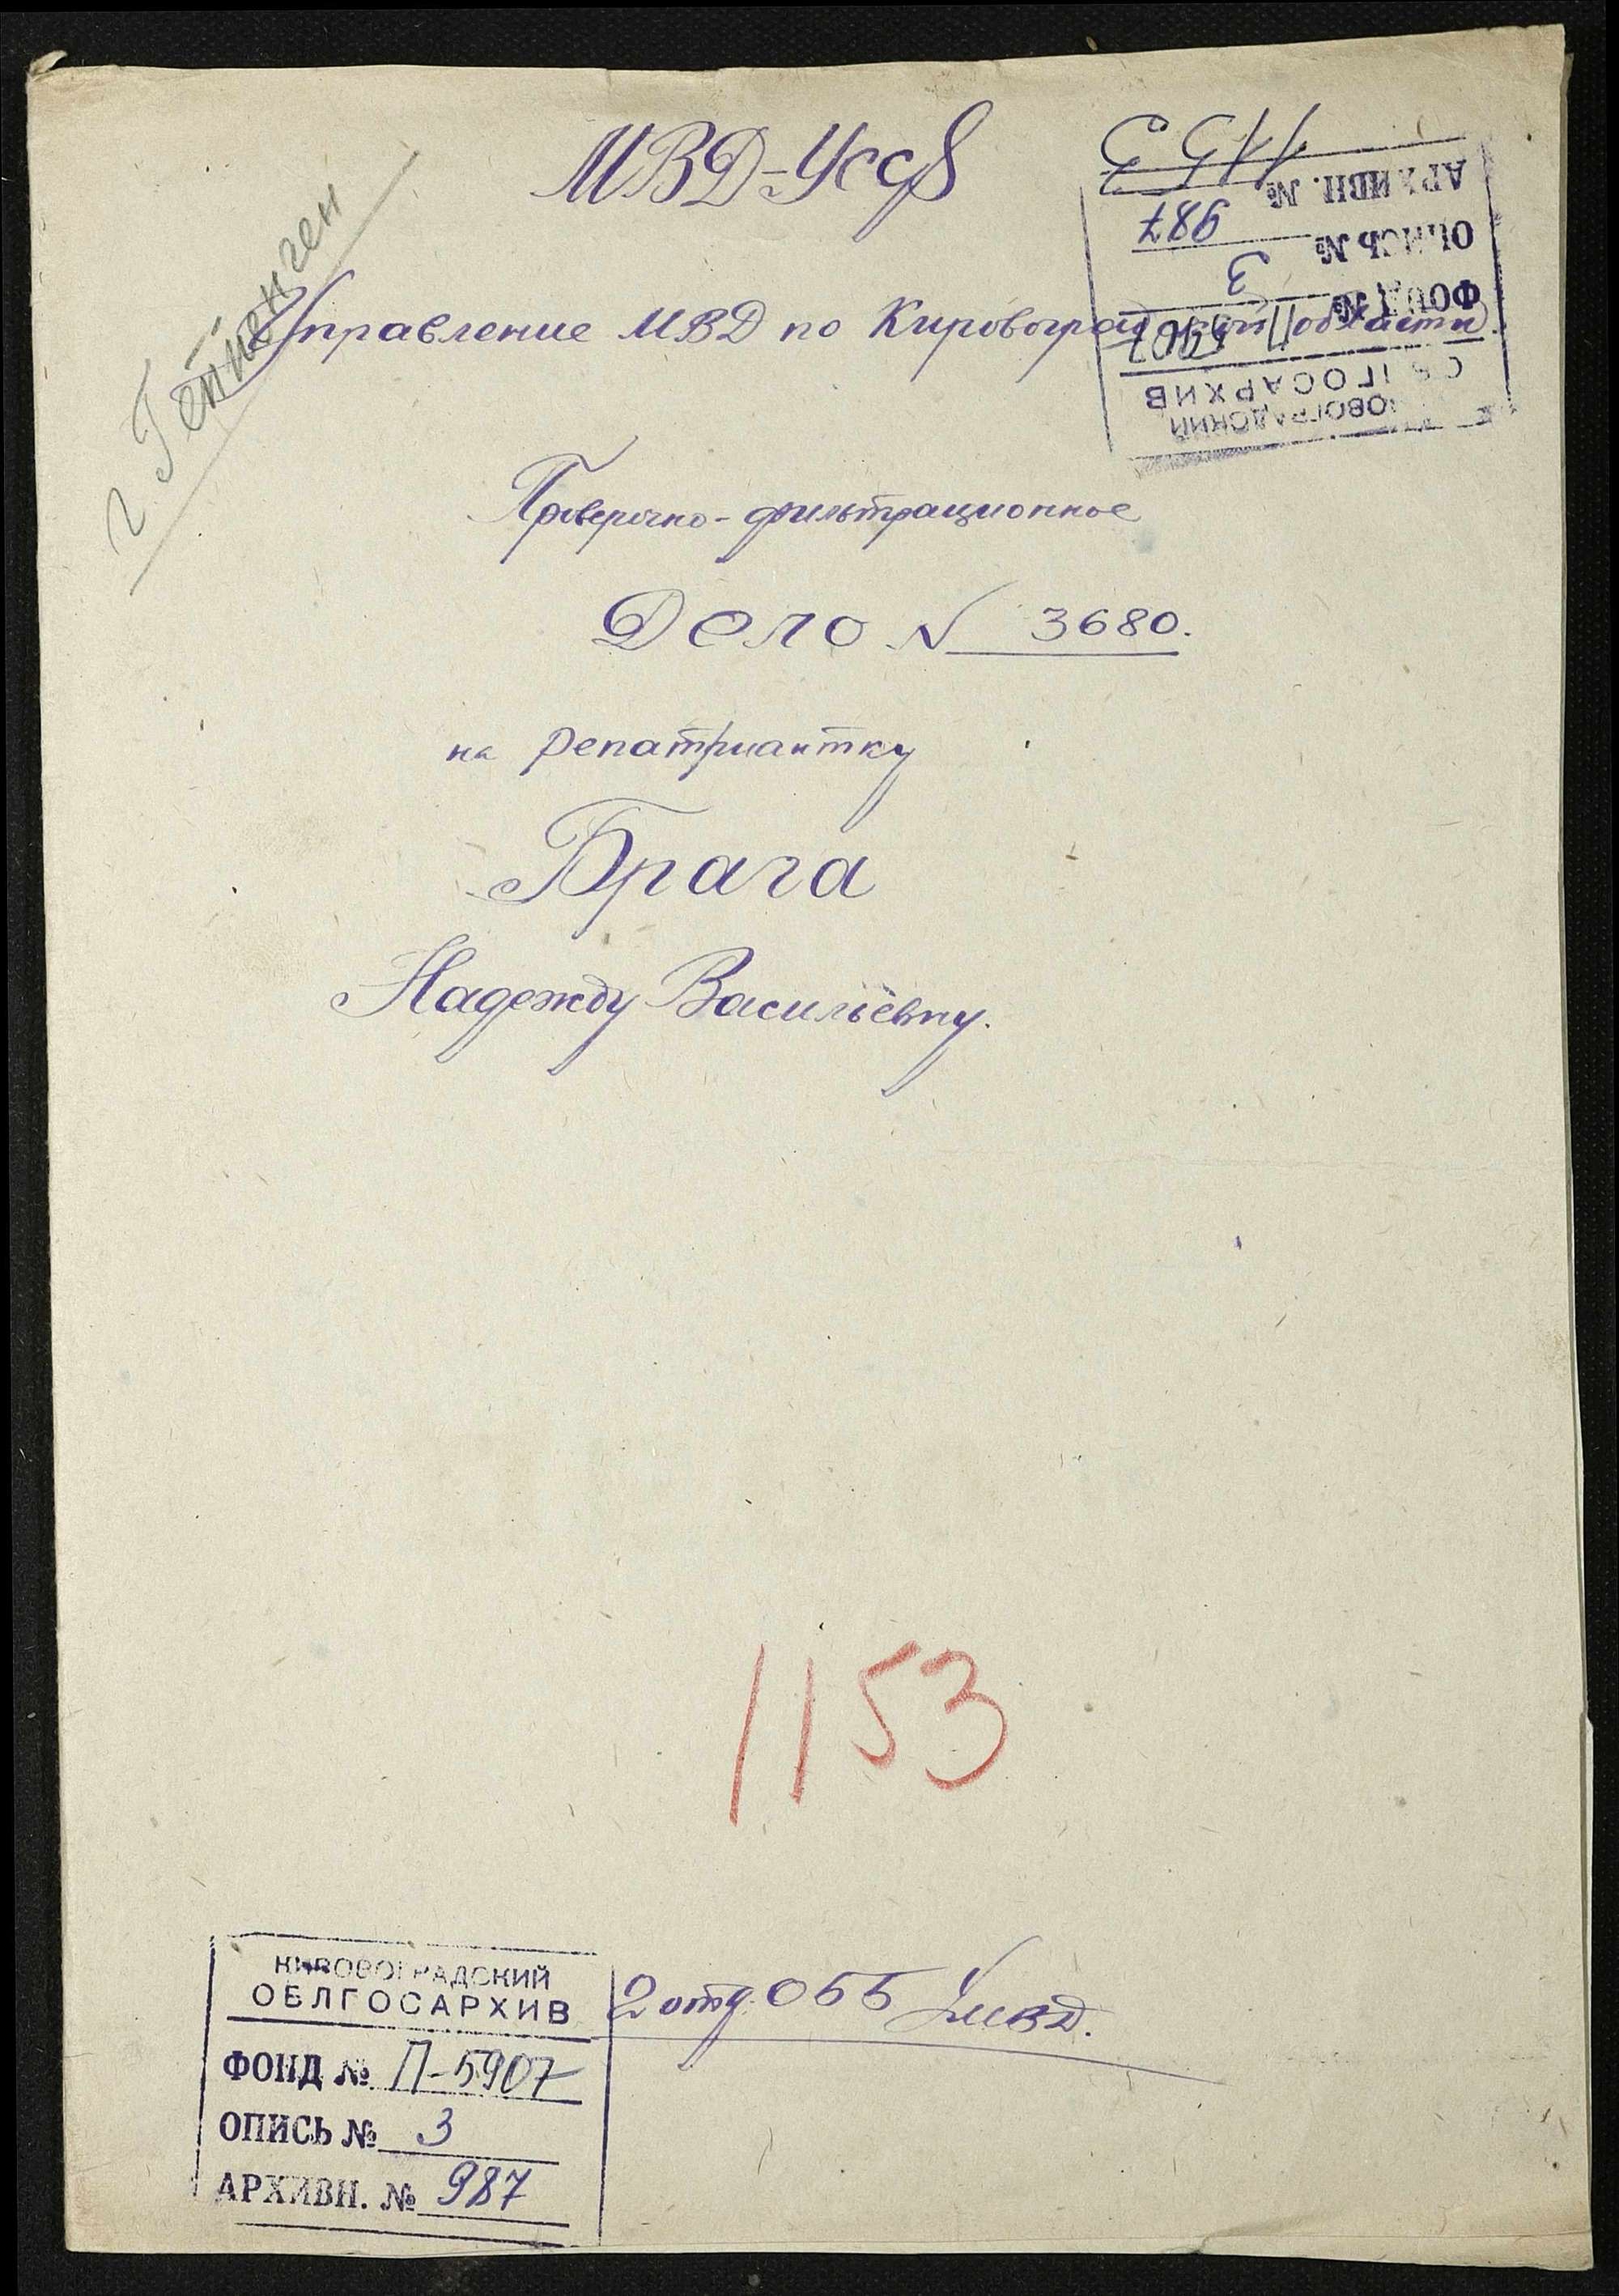 МВД-УССР
1153
АРХИВН. № 987
ОПИСЬ № 3
ФОНД № П-5907
ОБЛГОСАРХИВ
КИРОВОГРАДСКИЙ
г.
Управление МВД по Кировоградской области.
Проверочно-фильтрационное
Дело № 3680.
на репатриантку
Брага
Надежду Васильевну.
1153
КИРОВОГРАДСКИЙ
ОБЛГОСАРХИВ
ФОНД № П-5907
ОПИСЬ № 3
АРХИВН. № 987
2 отд. ОББ УМВД.